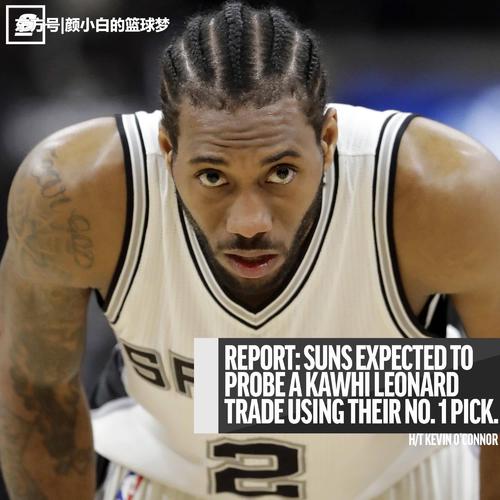 号|颜小白的篮球梦
SP
REPORT: SUNS EXPECTED TO
PROBE A KAWHI LEONARD
TRADE USING THEIR NO. 1 PICK.
H/T KEVIN O'CONNOR
2